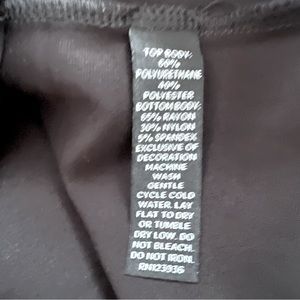 TOP BODY:
60%
POLYURETHANE
40%
POLYESTER
BOTTOM BODY:
65% RAYON
30% NYLON
5% SPANDEX
EXCLUSIVE OF
DECORATION
MACHINE
WASH
GENTLE
CYCLE COLD
WATER. LAY
FLAT TO DRY
OR TUMBLE
DRY LOW. DO
NOT BLEACH.
DO NOT IRON.
RN123936